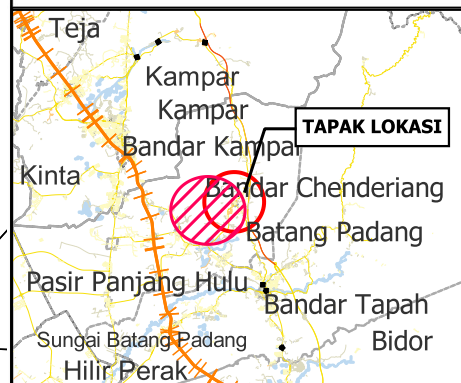 Teja
Kampar
Kampar
TAPAK LOKASI
Bandar Kampar
Kinta
Bandar Chenderiang
Batang Padang
Pasir Panjang Hulu
Bandar Tapah
Sungai Batang Padang
Bidor
Hilir Perak